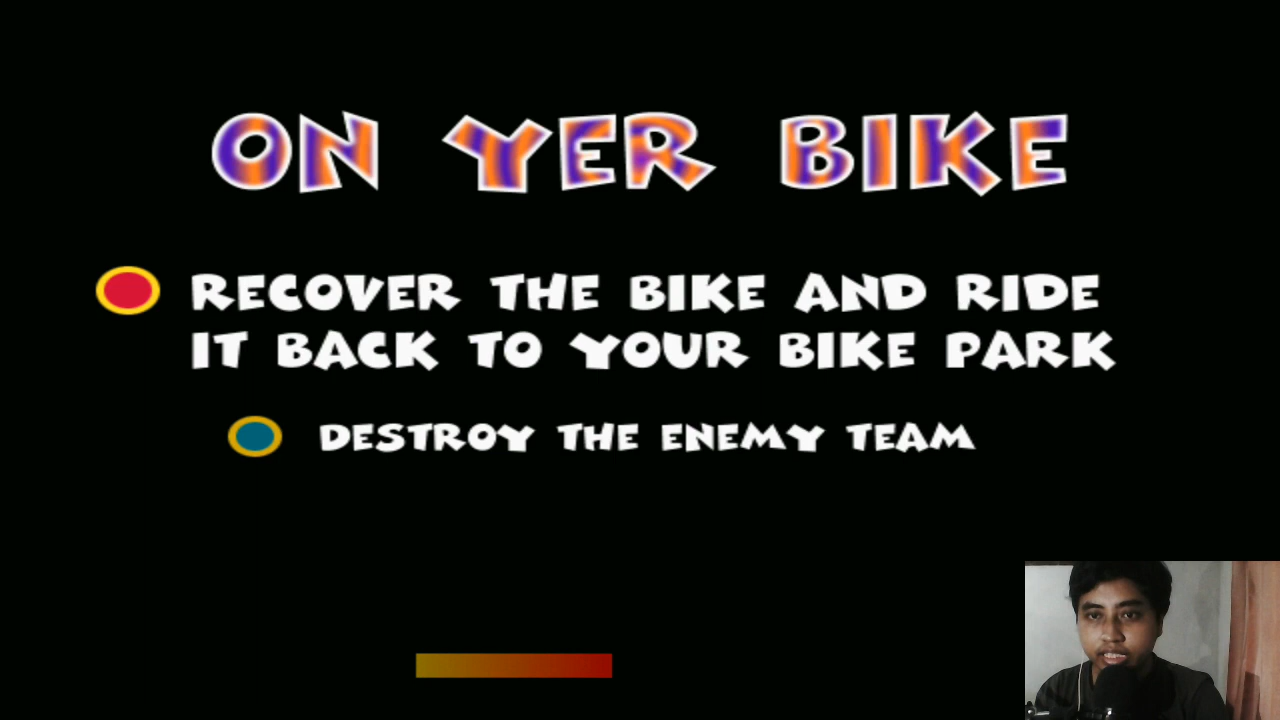 ON YER BIKE
RECOVER THE BIKE AND RIDE
IT BACK TO YOUR BIKE PARK
DESTROY THE ENEMY TEAM